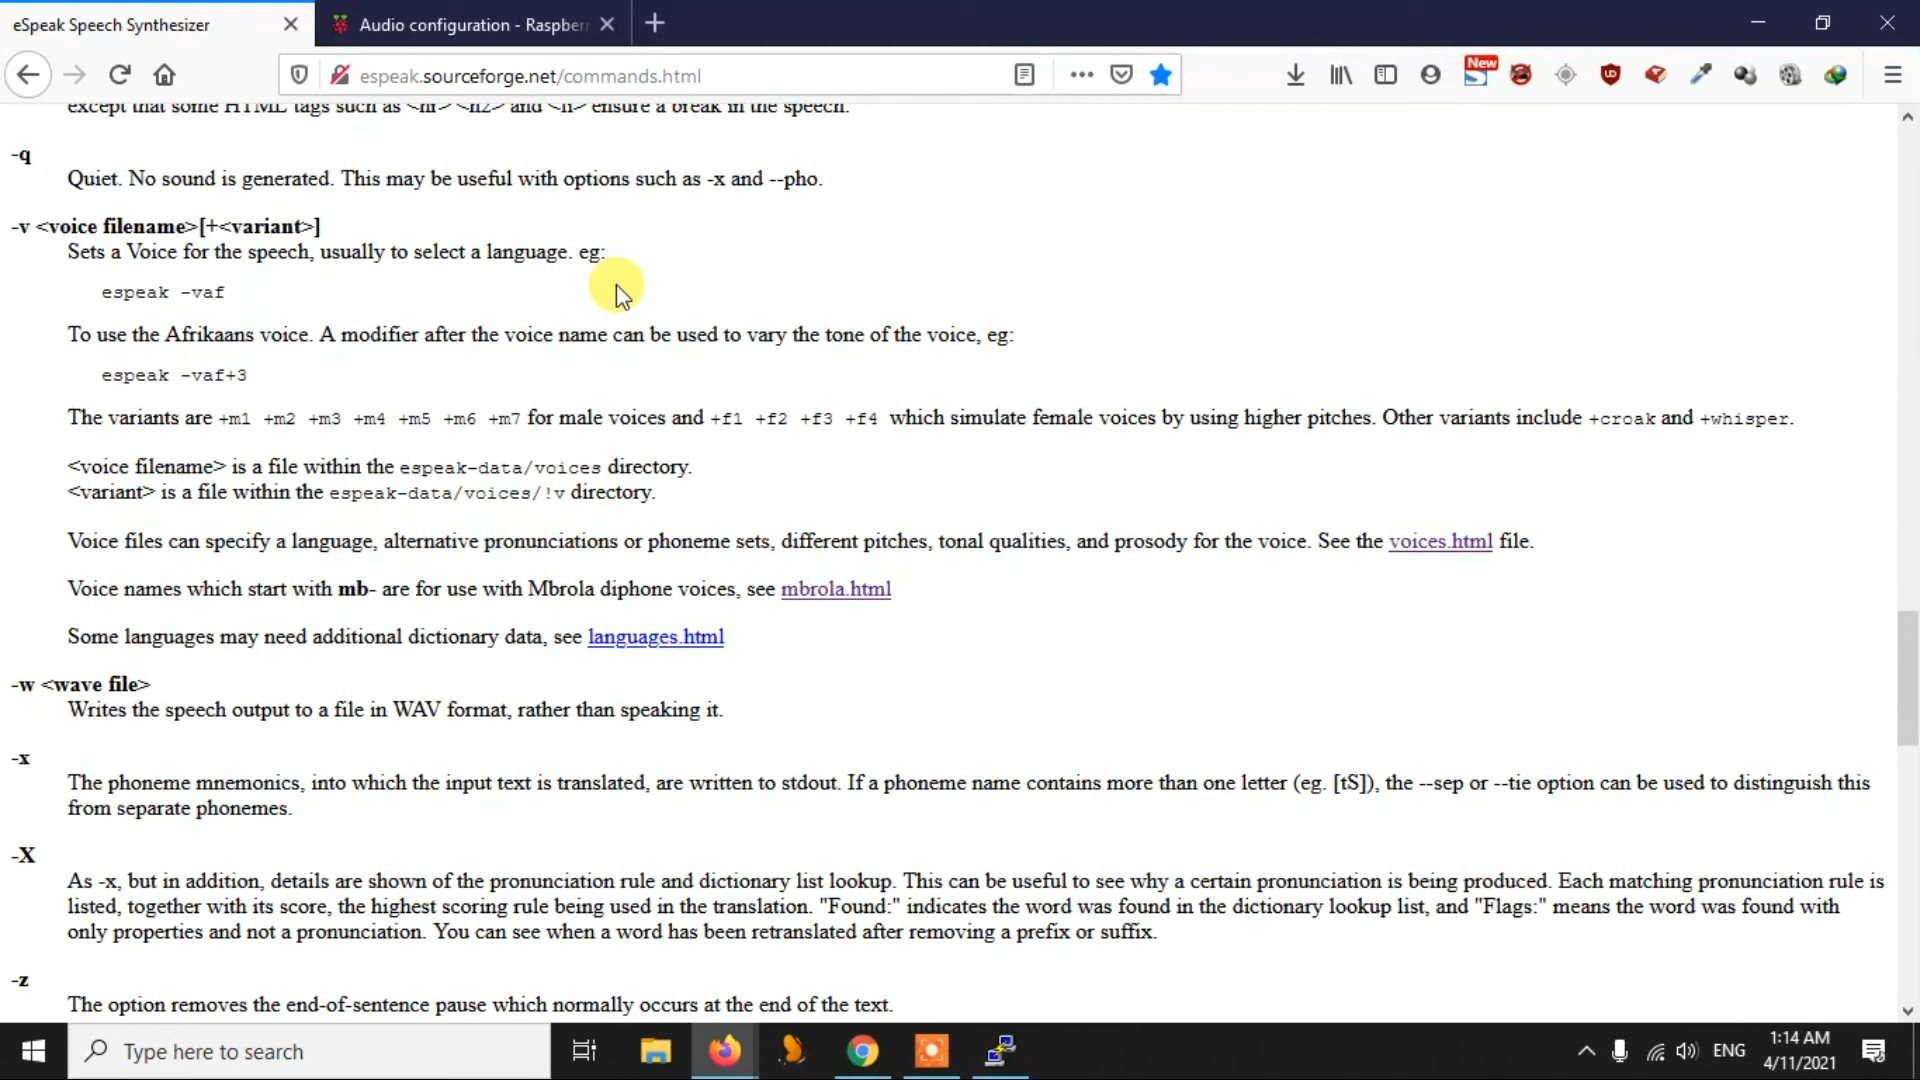 eSpeak Speech Synthesizer
Audio configuration - Raspber
espeak.sourceforge.net/commands.html
New
except that some HTML tags such as <hr> <h2> and <li> ensure a break in the speech.
-q
Quiet. No sound is generated. This may be useful with options such as -x and --pho.
-v <voice filename>[+<variant>]
Sets a Voice for the speech, usually to select a language. eg:
espeak -vaf
To use the Afrikaans voice. A modifier after the voice name can be used to vary the tone of the voice, eg:
espeak -vaf+3
The variants are +m1 +m2 +m3 +m4 +m5 +m6 +m7 for male voices and +f1 +f2 +f3 +f4 which simulate female voices by using higher pitches. Other variants include +croak and +whisper.
<voice filename> is a file within the espeak-data/voices directory.
<variant> is a file within the espeak-data/voices/!v directory.
Voice files can specify a language, alternative pronunciations or phoneme sets, different pitches, tonal qualities, and prosody for the voice. See the voices.html file.
Voice names which start with mb- are for use with Mbrola diphone voices, see mbrola.html
Some languages may need additional dictionary data, see languages.html
-w <wave file>
Writes the speech output to a file in WAV format, rather than speaking it.
-x
The phoneme mnemonics, into which the input text is translated, are written to stdout. If a phoneme name contains more than one letter (eg. [tS]), the --sep or --tie option can be used to distinguish this
from separate phonemes.
-X
As -x, but in addition, details are shown of the pronunciation rule and dictionary list lookup. This can be useful to see why a certain pronunciation is being produced. Each matching pronunciation rule is
listed, together with its score, the highest scoring rule being used in the translation. "Found:" indicates the word was found in the dictionary lookup list, and "Flags:" means the word was found with
only properties and not a pronunciation. You can see when a word has been retranslated after removing a prefix or suffix.
-z
The option removes the end-of-sentence pause which normally occurs at the end of the text.
Type here to search
ENG
1:14 AM
4/11/2021